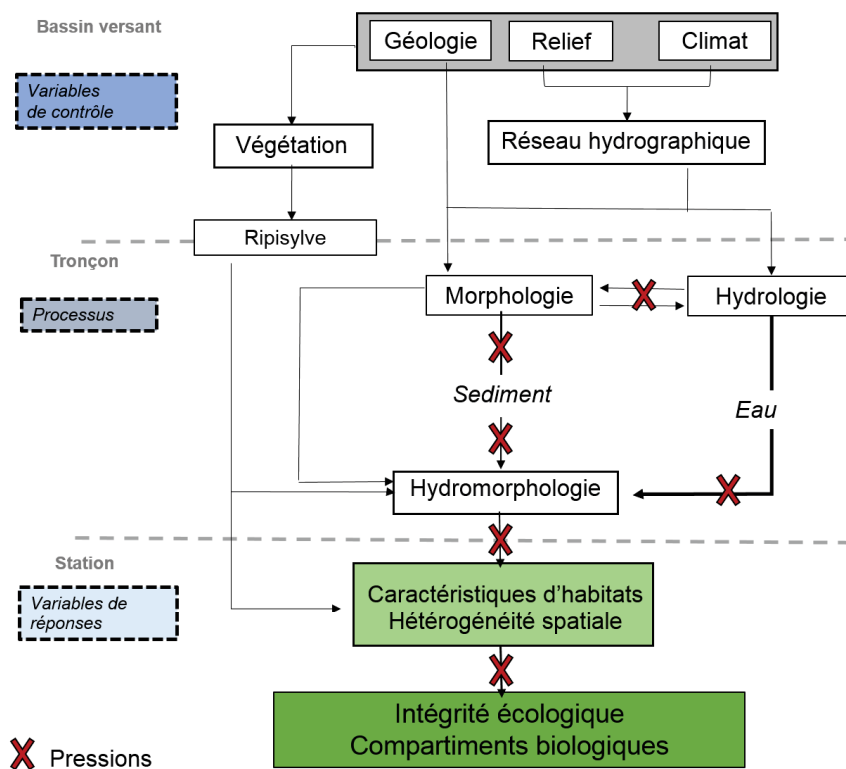 Bassin versant
Géologie
Relief
Climat
Variables
de contrôle
Végétation
Réseau hydrographique
Ripisylve
Tronçon
Morphologie
Hydrologie
Processus
Sediment
Eau
Hydromorphologie
Station
Caractéristiques d'habitats
Hétérogénéité spatiale
Variables de
réponses
Intégrité écologique
Compartiments biologiques
Pressions